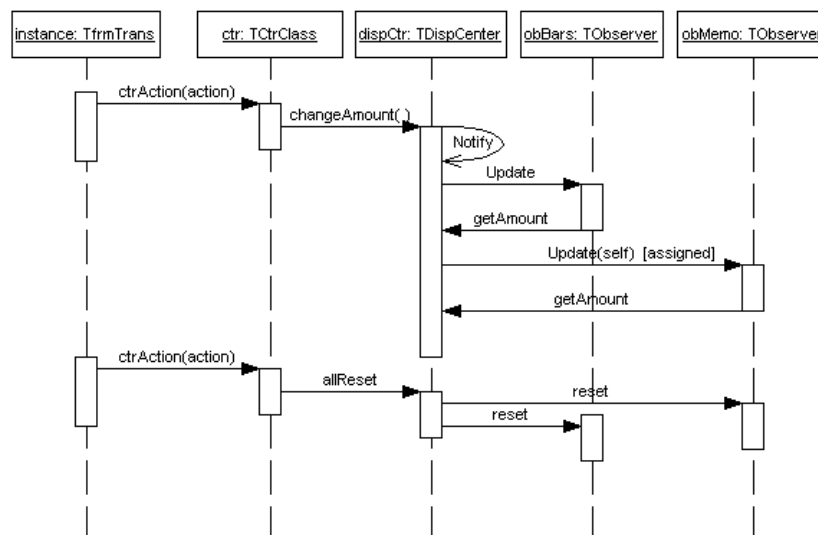 instance: TfrmTrans
ctr: TCtrClass
dispCtr: TDispCenter
obBars: TObserver
obMemo: TObserver
ctrAction(action)
changeAmount( )
Notify
Update
getAmount
Update(self) [assigned]
getAmount
ctrAction(action)
allReset
reset
reset